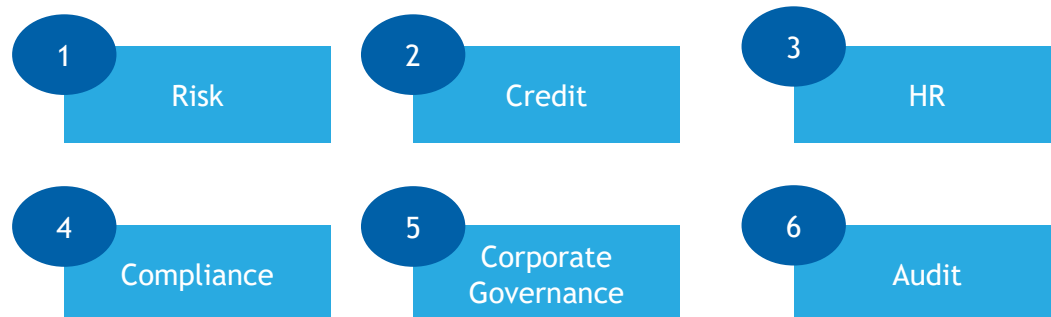 1
Risk
2
Credit
3
HR
4
Compliance
5
Corporate
Governance
6
Audit